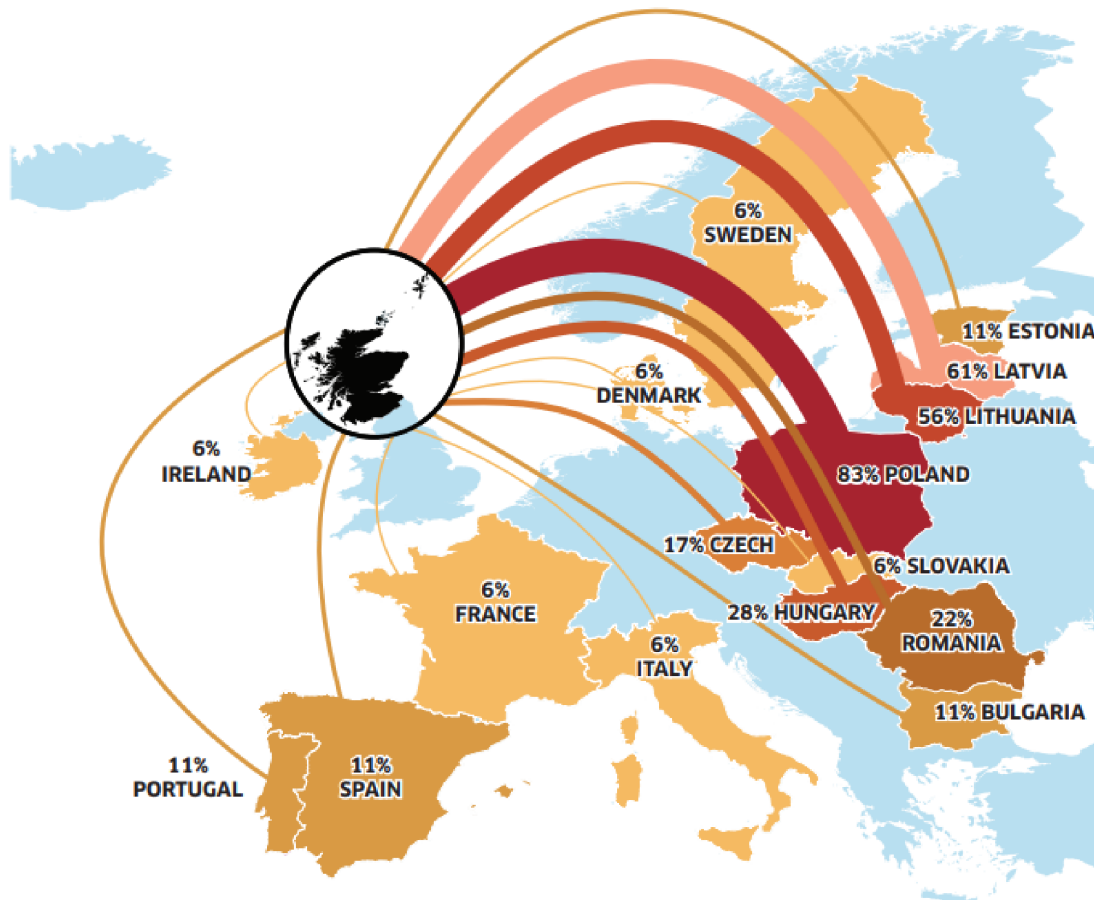 6%
SWEDEN
11% ESTONIA
61% LATVIA
6%
DENMARK
56% LITHUANIA
6%
IRELAND
83% POLAND
17% CZECH
6% SLOVAKIA
6%
FRANCE
28% HUNGARY
22%
ROMANIA
6%
ITALY
11% BULGARIA
11%
PORTUGAL
11%
SPAIN